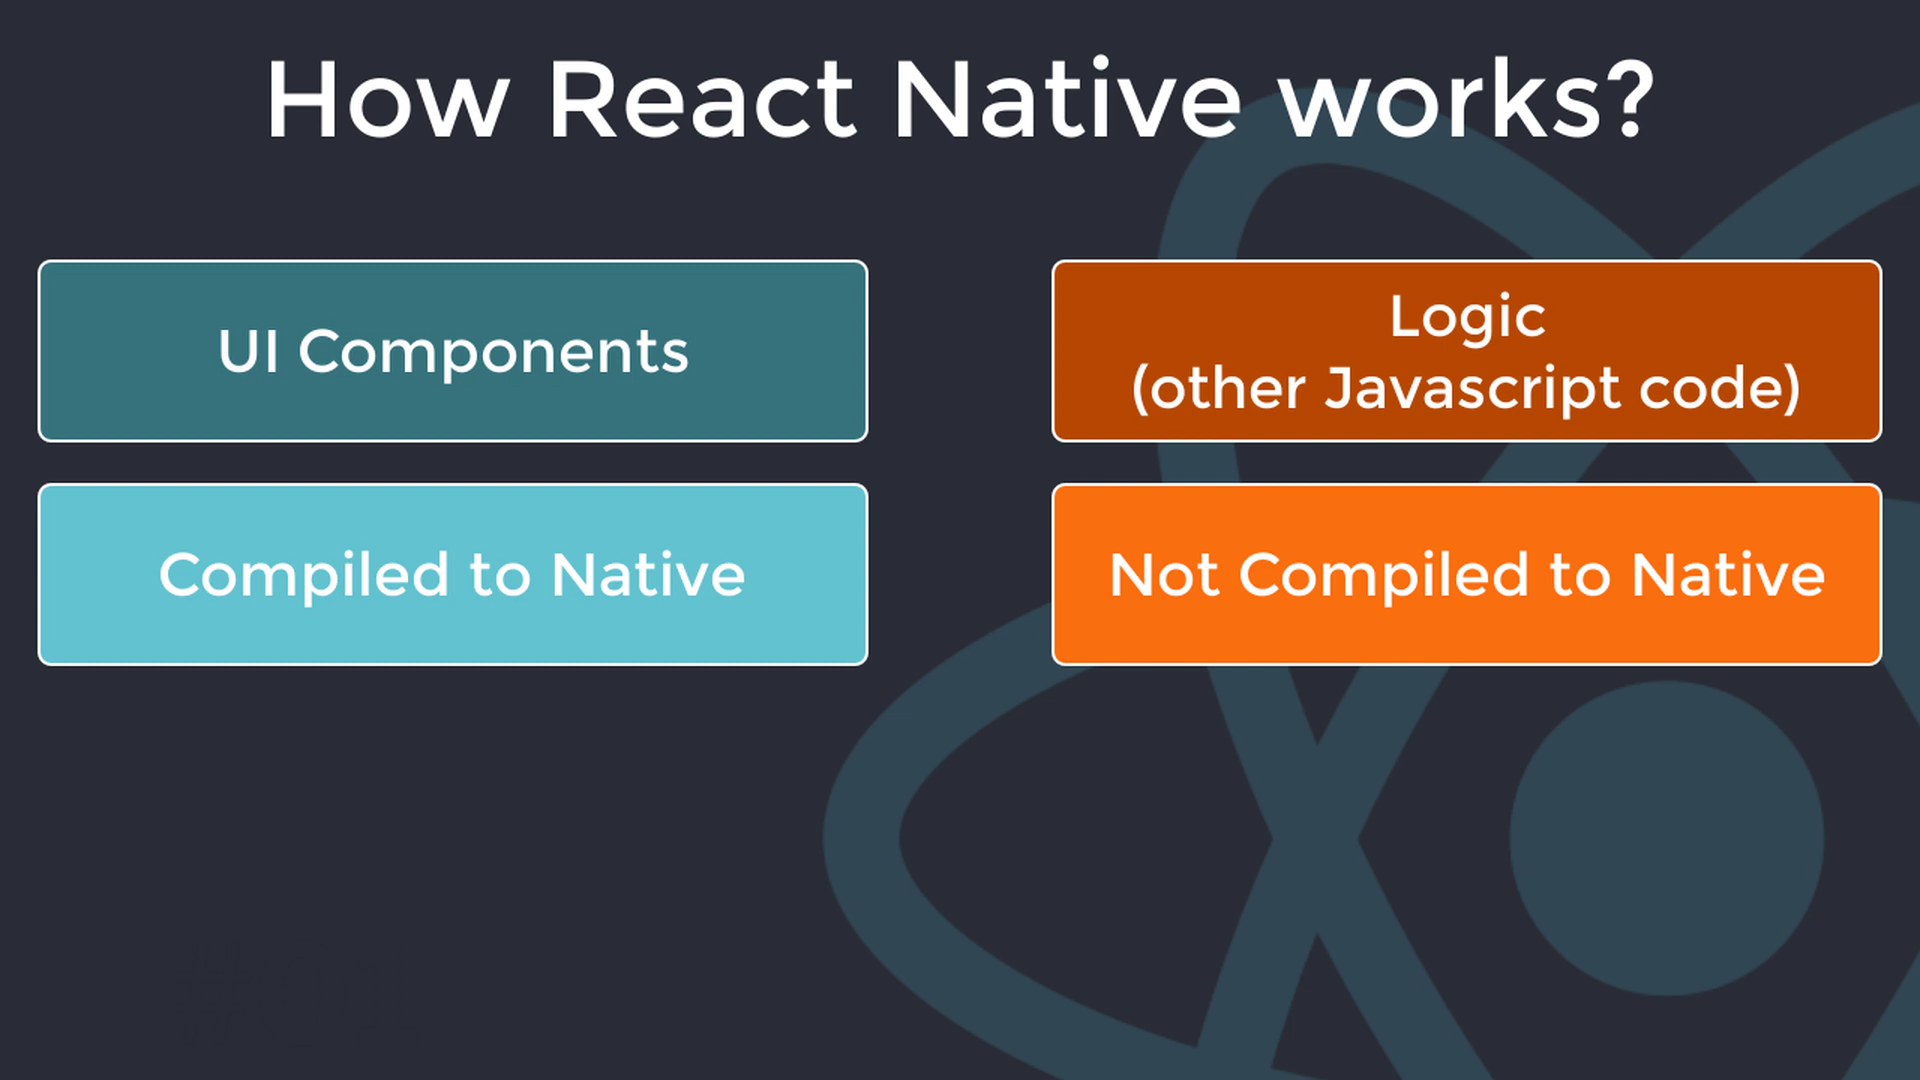 How React Native works?
UI Components
Logic
(other Javascript code)
Compiled to Native
Not Compiled to Native